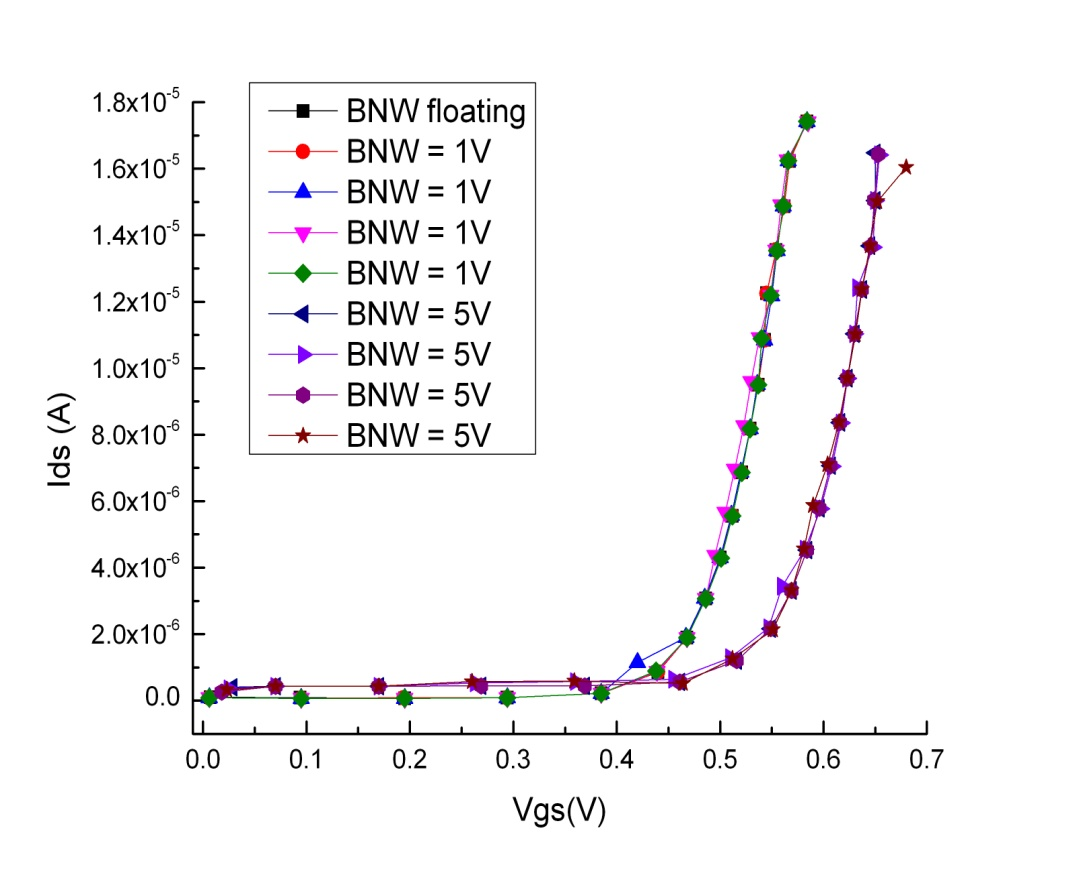 1.8x10-5
1.6x10-5
1.4x10-5
1.2x10-5
1.0x10-5
8.0x10-6
6.0x10-6
4.0x10-6
2.0x10-6
0.0
Ids (A)
BNW floating
BNW = 1V
BNW = 1V
BNW = 1V
BNW = 1V
BNW = 5V
BNW = 5V
BNW = 5V
BNW = 5V
0.0 0.1 0.2 0.3 0.4 0.5 0.6 0.7
Vgs(V)